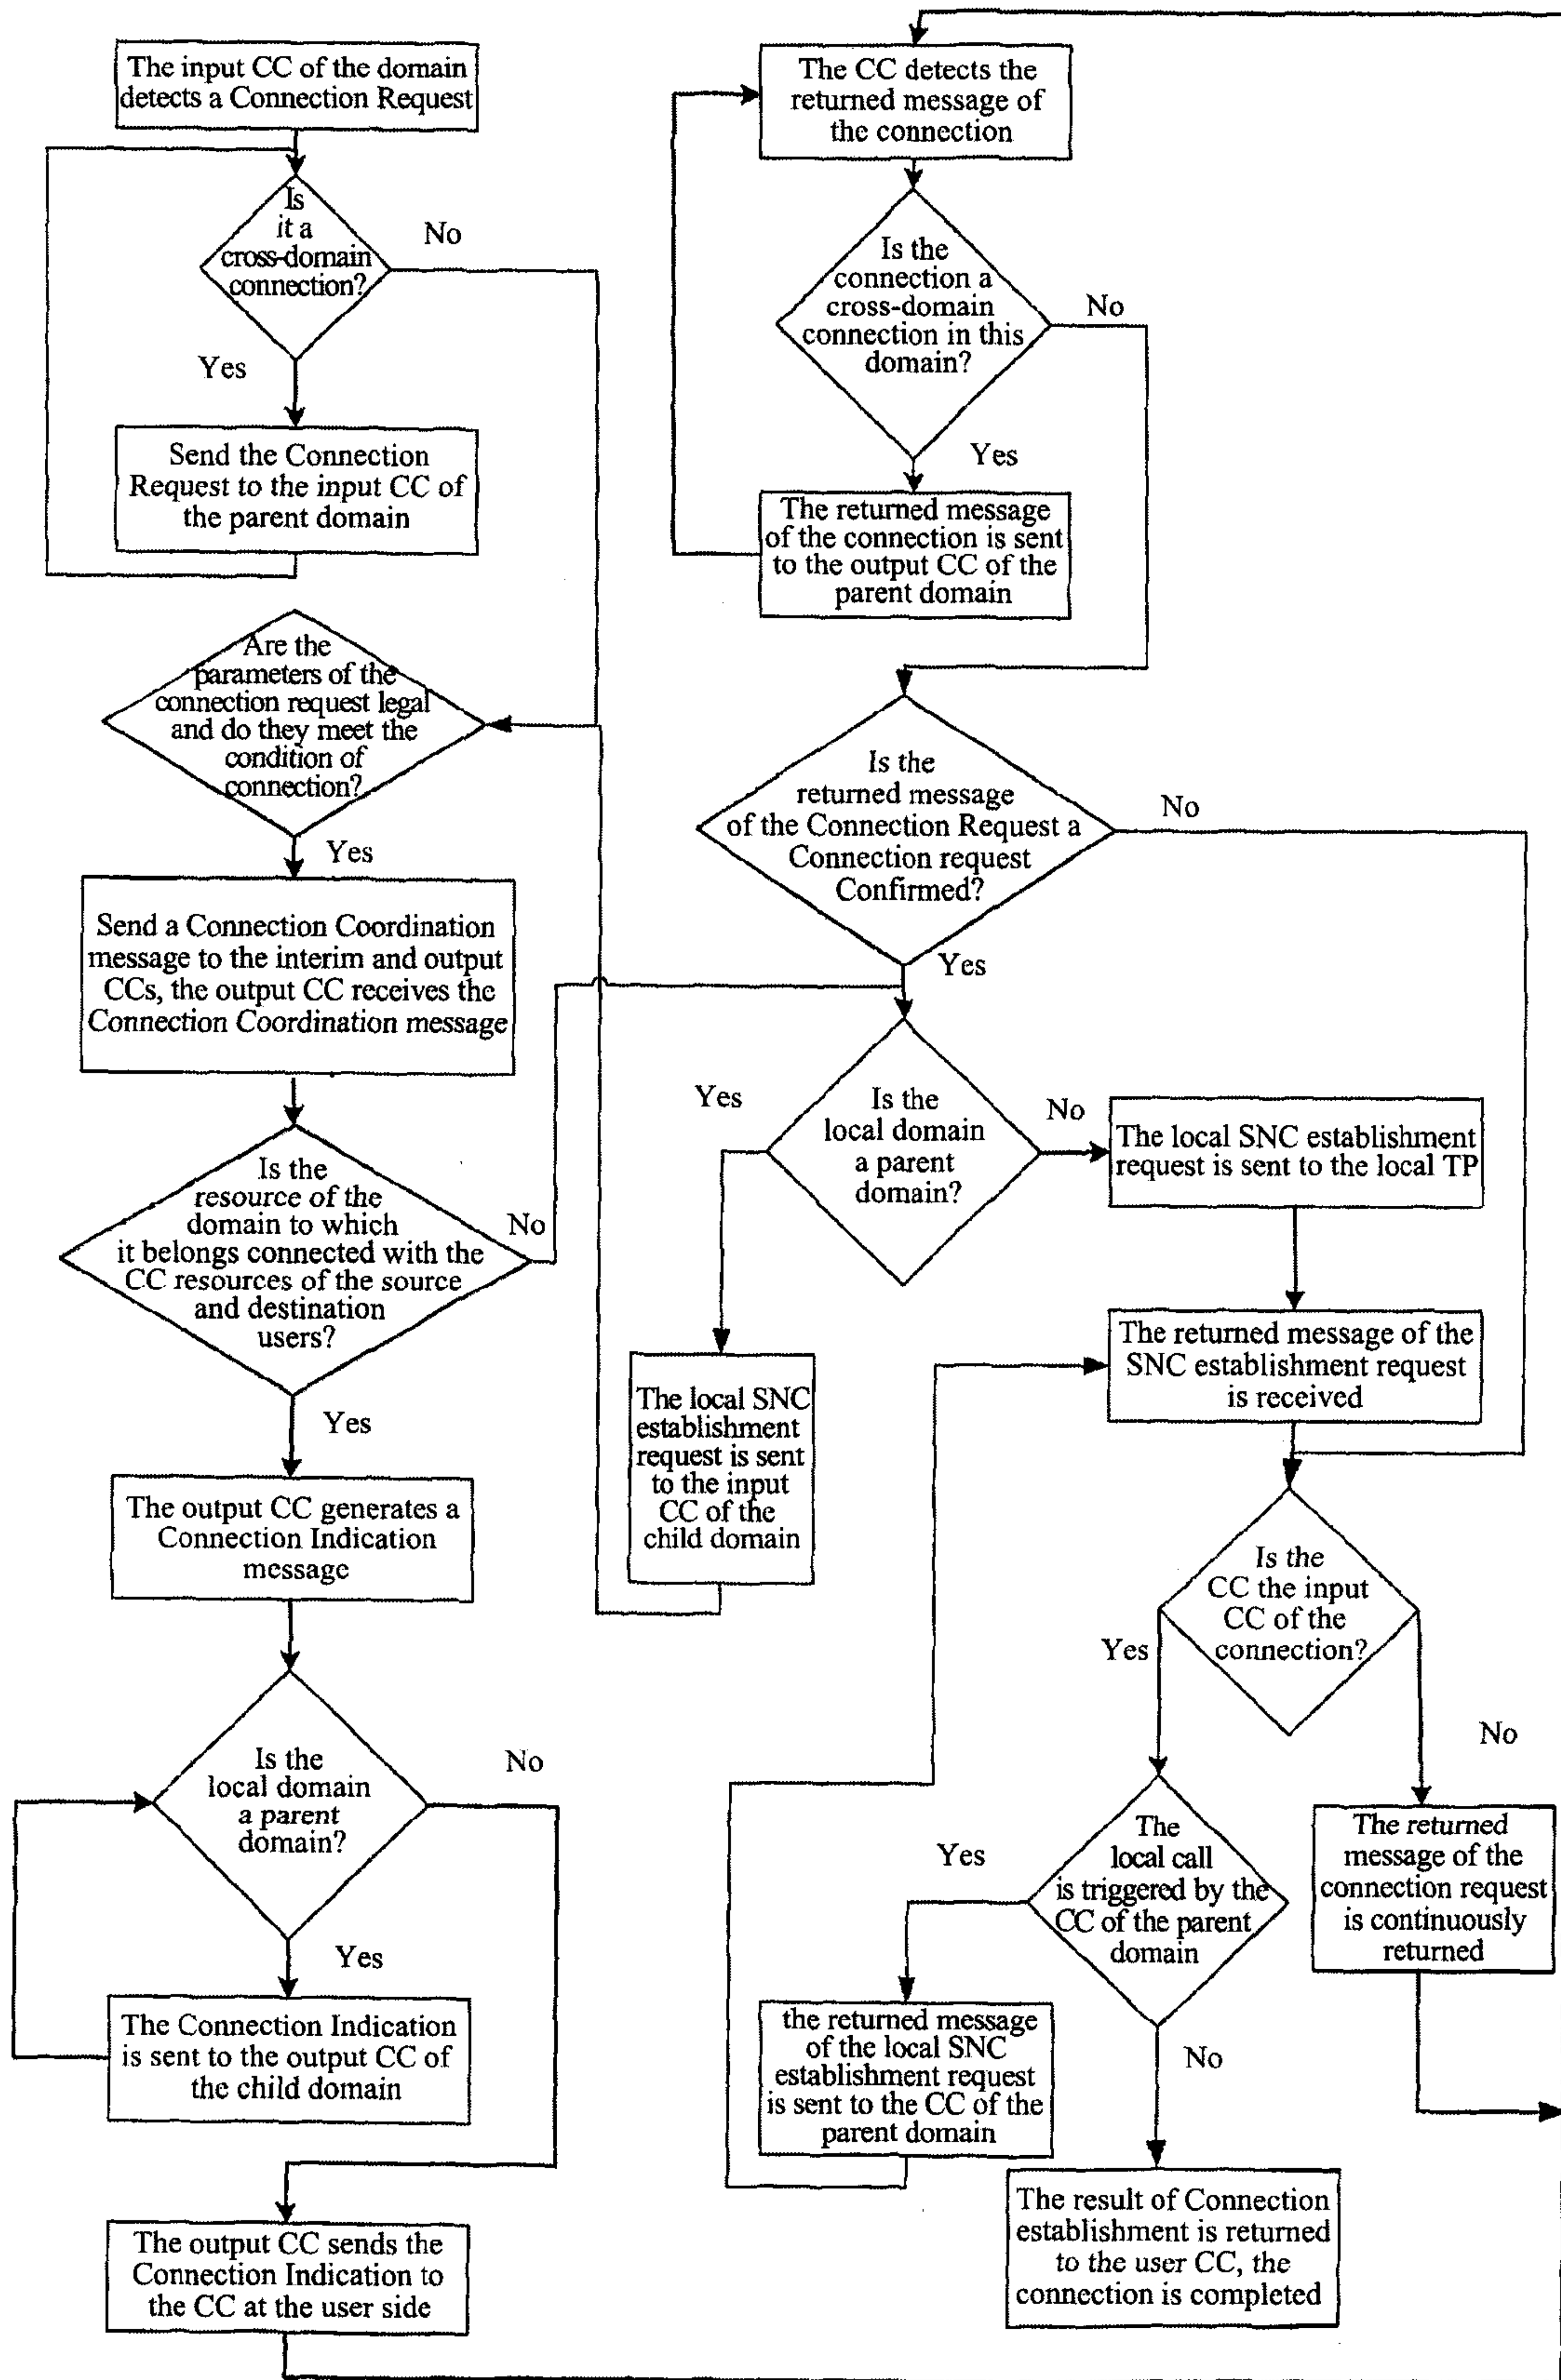 The input CC of the domain
detects a Connection Request
Is
it a
cross-domain
connection?
No
Yes
Send the Connection
Request to the input CC of
the parent domain
Are the
parameters of the
connection request legal
and do they meet the
condition of
connection?
Yes
Send a Connection Coordination
message to the interim and output
CCs, the output CC receives the
Connection Coordination message
Is the
resource of the
domain to which
it belongs connected with the
CC resources of the source
and destination
users?
No
Yes
The output CC generates a
Connection Indication
message
Is the
local domain
a parent
domain?
No
Yes
The Connection Indication
is sent to the output CC of
the child domain
The output CC sends the
Connection Indication to
the CC at the user side
The CC detects the
returned message of
the connection
Is the
connection a
cross-domain
connection in this
domain?
No
Yes
The returned message
of the connection is sent
to the output CC of the
parent domain
Is the
returned message
of the Connection Request a
Connection request
Confirmed?
No
Yes
Is the
local domain
a parent
domain?
Yes
No
The local SNC establishment
request is sent to the local TP
The returned message of the
SNC establishment request
is received
The local SNC
establishment
request is sent
to the input
CC of the
child domain
Is the
CC the input
CC of the
connection?
Yes
No
The
local call
is triggered by the
CC of the parent
domain
Yes
No
The returned
message of the
connection request
is continuously
returned
the returned message
of the local SNC
establishment request
is sent to the CC of the
parent domain
The result of Connection
establishment is returned
to the user CC, the
connection is completed